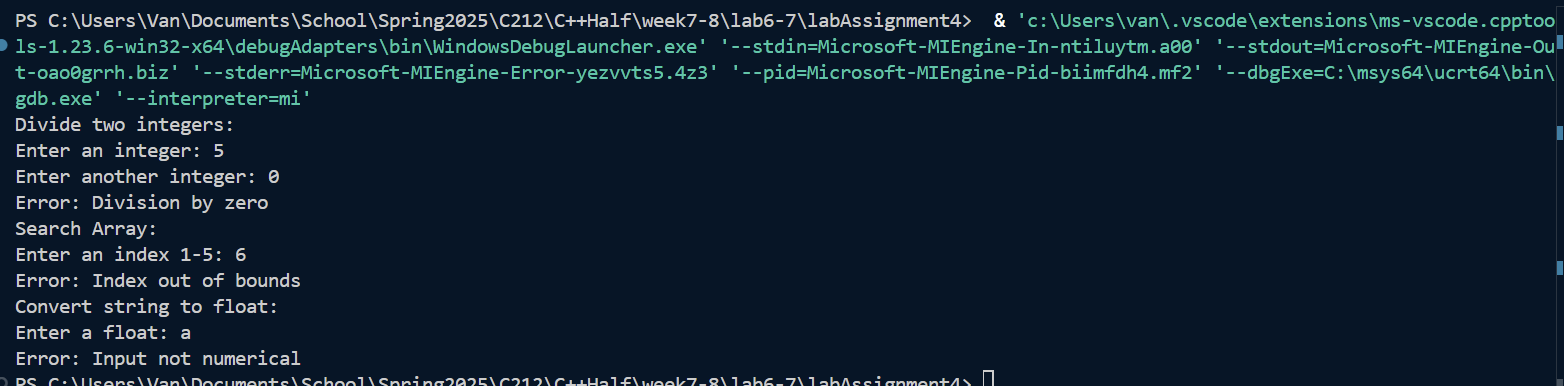 PS C:\Users\Van\Documents\School\Spring2025\C212\C++Half\week7-8\lab6-7\labAssignment4>  & 'c:\Users\van\.vscode\extensions\ms-vscode.cpptoo
ls-1.23.6-win32-x64\debugAdapters\bin\WindowsDebugLauncher.exe' '--stdin=Microsoft-MIEngine-In-ntiluytm.a00' '--stdout=Microsoft-MIEngine-Ou
t-oao0grrh.biz' '--stderr=Microsoft-MIEngine-Error-yezvvts5.4z3' '--pid=Microsoft-MIEngine-Pid-biimfdh4.mf2' '--dbgExe=C:\msys64\ucrt64\bin\
gdb.exe' '--interpreter=mi'
Divide two integers:
Enter an integer: 5
Enter another integer: 0
Error: Division by zero
Search Array:
Enter an index 1-5: 6
Error: Index out of bounds
Convert string to float:
Enter a float: a
Error: Input not numerical
PS C:\Users\Van\Documents\School\Spring2025\C212\C++Half\week7-8\lab6-7\labAssignment4>